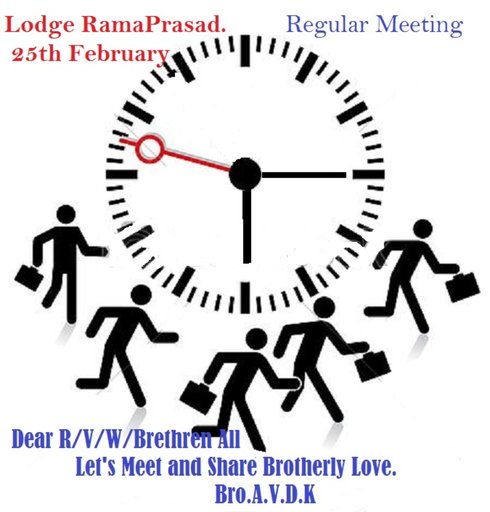 Lodge RamaPrasad. Regular Meeting
25th February
Dear R/V/W/Brethren All
Let's Meet and Share Brotherly Love.
Bro.A.V.D.K